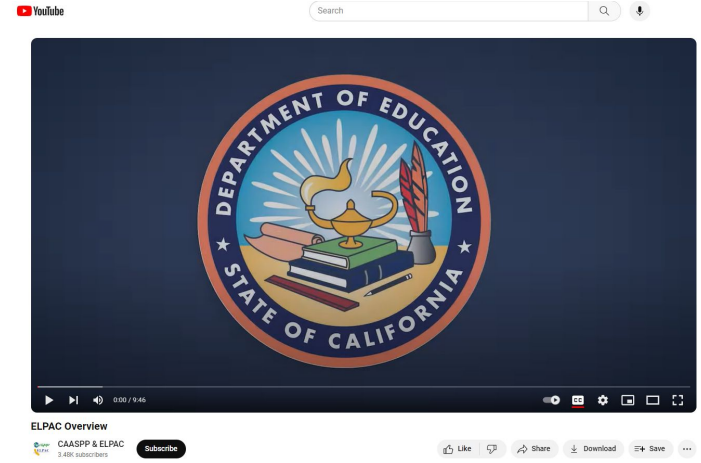 YouTube
Search
DEPARTMENT OF EDUCATION
STATE OF CALIFORNIA
0:00 / 9:46
CC
ELPAC Overview
CAASPP & ELPAC
3.48K subscribers
Subscribe
Like
Share
Download
Save